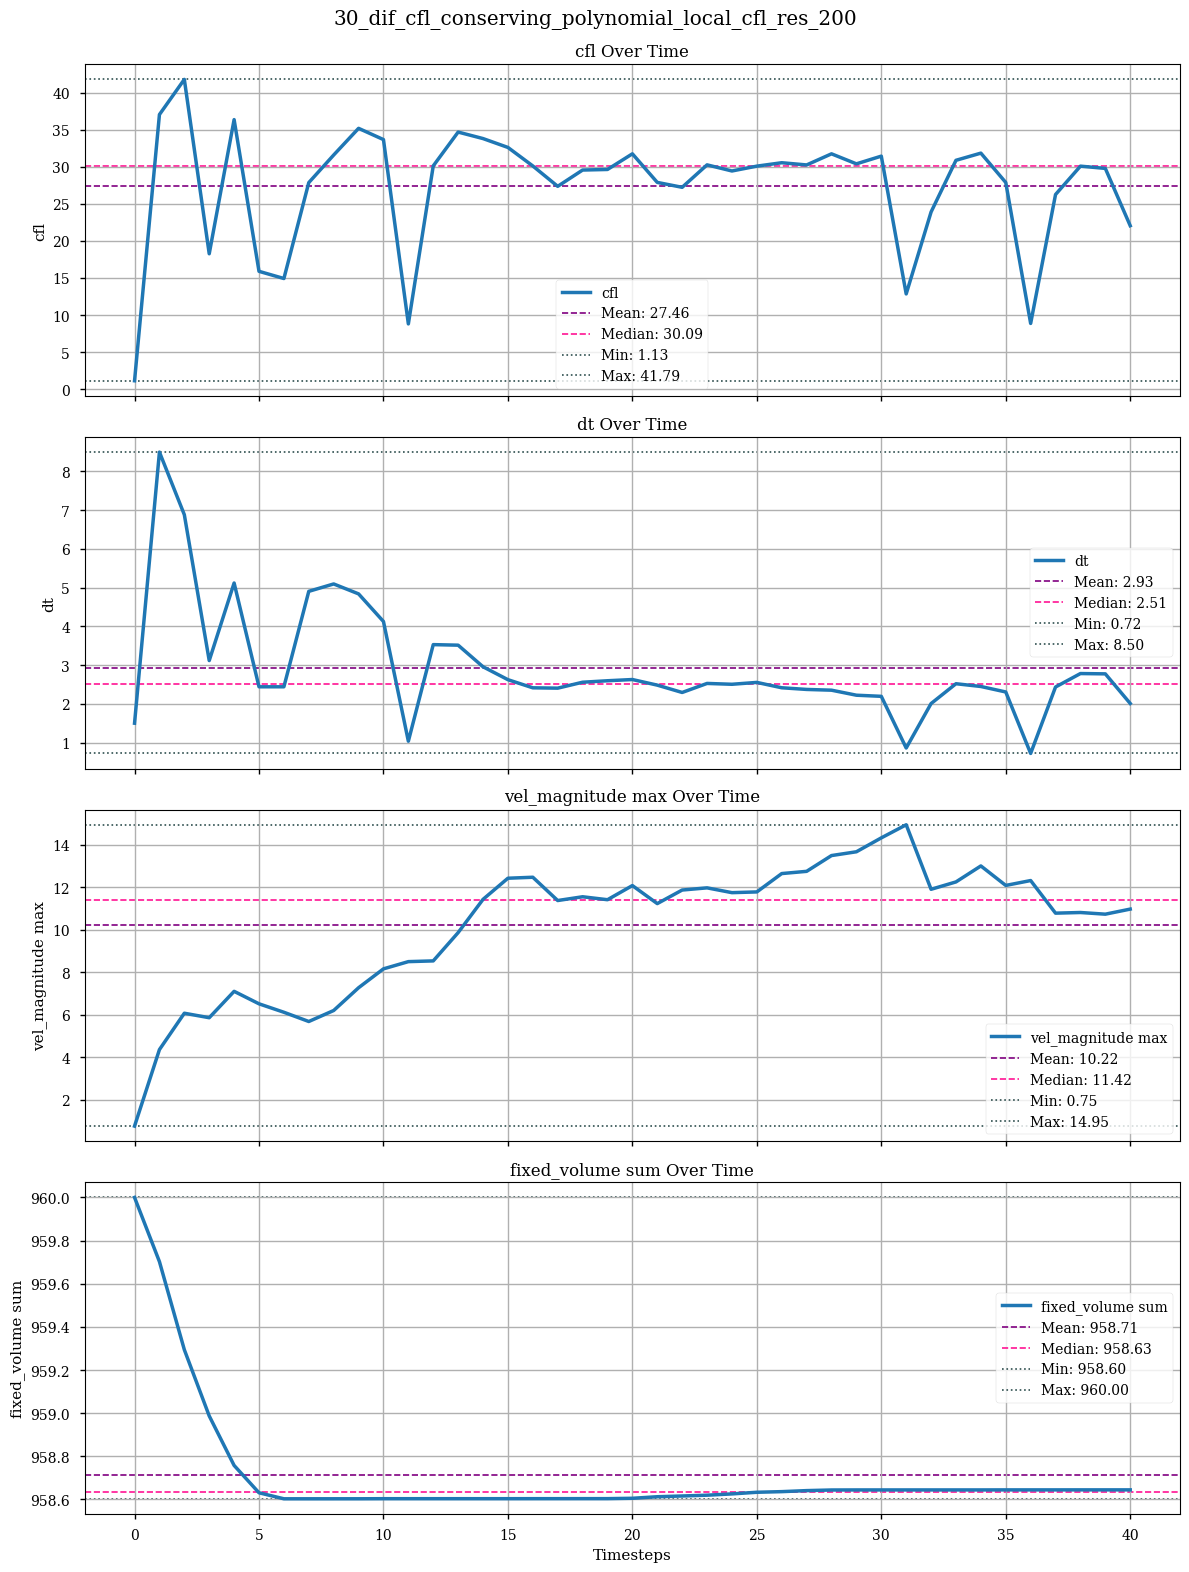 30_dif_cfl_conserving_polynomial_local_cfl_res_200
cfl Over Time
40
35
30
25
20
15
10
5
0
cfl
cfl
Mean: 27.46
Median: 30.09
Min: 1.13
Max: 41.79
dt Over Time
8
7
6
5
4
3
2
1
dt
dt
Mean: 2.93
Median: 2.51
Min: 0.72
Max: 8.50
vel_magnitude max Over Time
14
12
10
8
6
4
2
vel_magnitude max
vel_magnitude max
Mean: 10.22
Median: 11.42
Min: 0.75
Max: 14.95
fixed_volume sum Over Time
960.0
959.8
959.6
959.4
959.2
959.0
958.8
958.6
fixed_volume sum
fixed_volume sum
Mean: 958.71
Median: 958.63
Min: 958.60
Max: 960.00
0 5 10 15 20 25 30 35 40
Timesteps